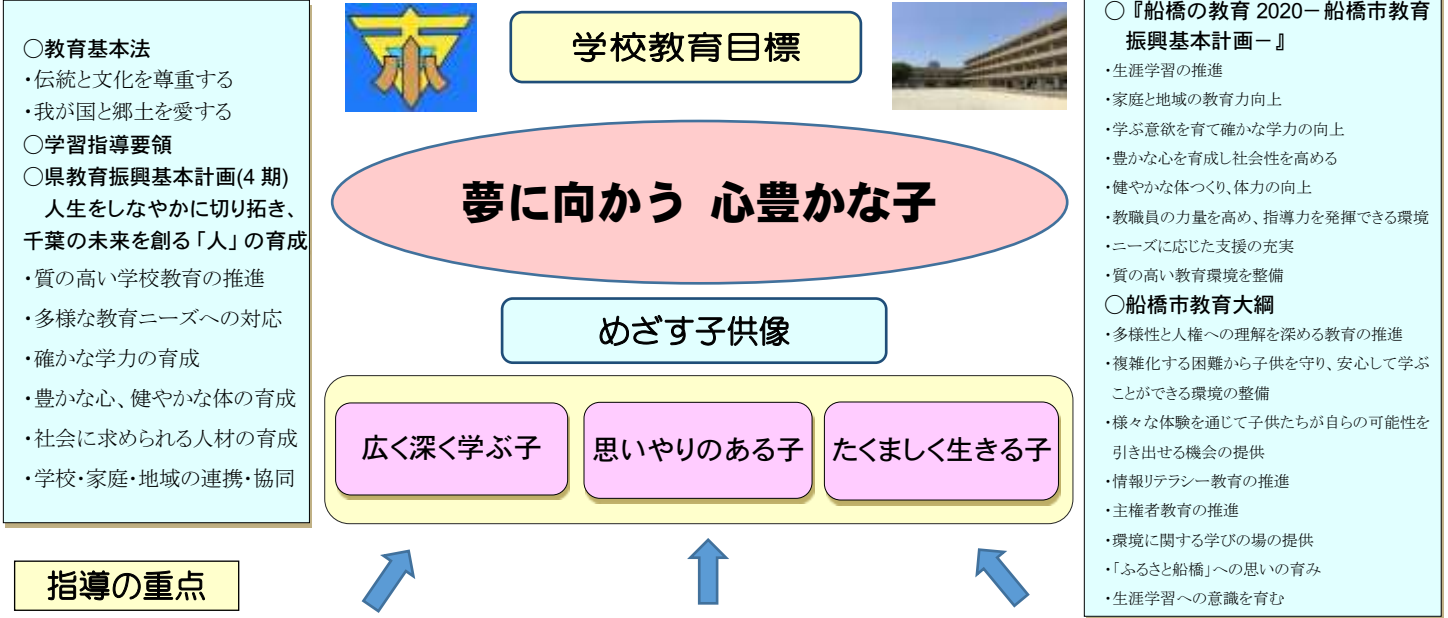 ○教育基本法
・伝統と文化を尊重する
・我が国と郷土を愛する
○学習指導要領
○県教育振興基本計画(4期)
人生をしなやかに切り拓き、
千葉の未来を創る「人」の育成
・質の高い学校教育の推進
・多様な教育ニーズへの対応
・確かな学力の育成
・豊かな心、健やかな体の育成
・社会に求められる人材の育成
・学校・家庭・地域の連携・協同
学校教育目標
夢に向かう 心豊かな子
めざす子供像
広く深く学ぶ子
思いやりのある子
たくましく生きる子
○『船橋の教育 2020－船橋市教育
振興基本計画－』
・生涯学習の推進
・家庭と地域の教育力向上
・学ぶ意欲を育て確かな学力の向上
・豊かな心を育成し社会性を高める
・健やかな体つくり、体力の向上
・教職員の力量を高め、指導力を発揮できる環境
・ニーズに応じた支援の充実
・質の高い教育環境を整備
○船橋市教育大綱
・多様性と人権への理解を深める教育の推進
・複雑化する困難から子供を守り、安心して学ぶ
ことができる環境の整備
・様々な体験を通じて子供たちが自らの可能性を
引き出せる機会の提供
・情報リテラシー教育の推進
・主権者教育の推進
・環境に関する学びの場の提供
・「ふるさと船橋」への思いの育み
・生涯学習への意識を育む
指導の重点